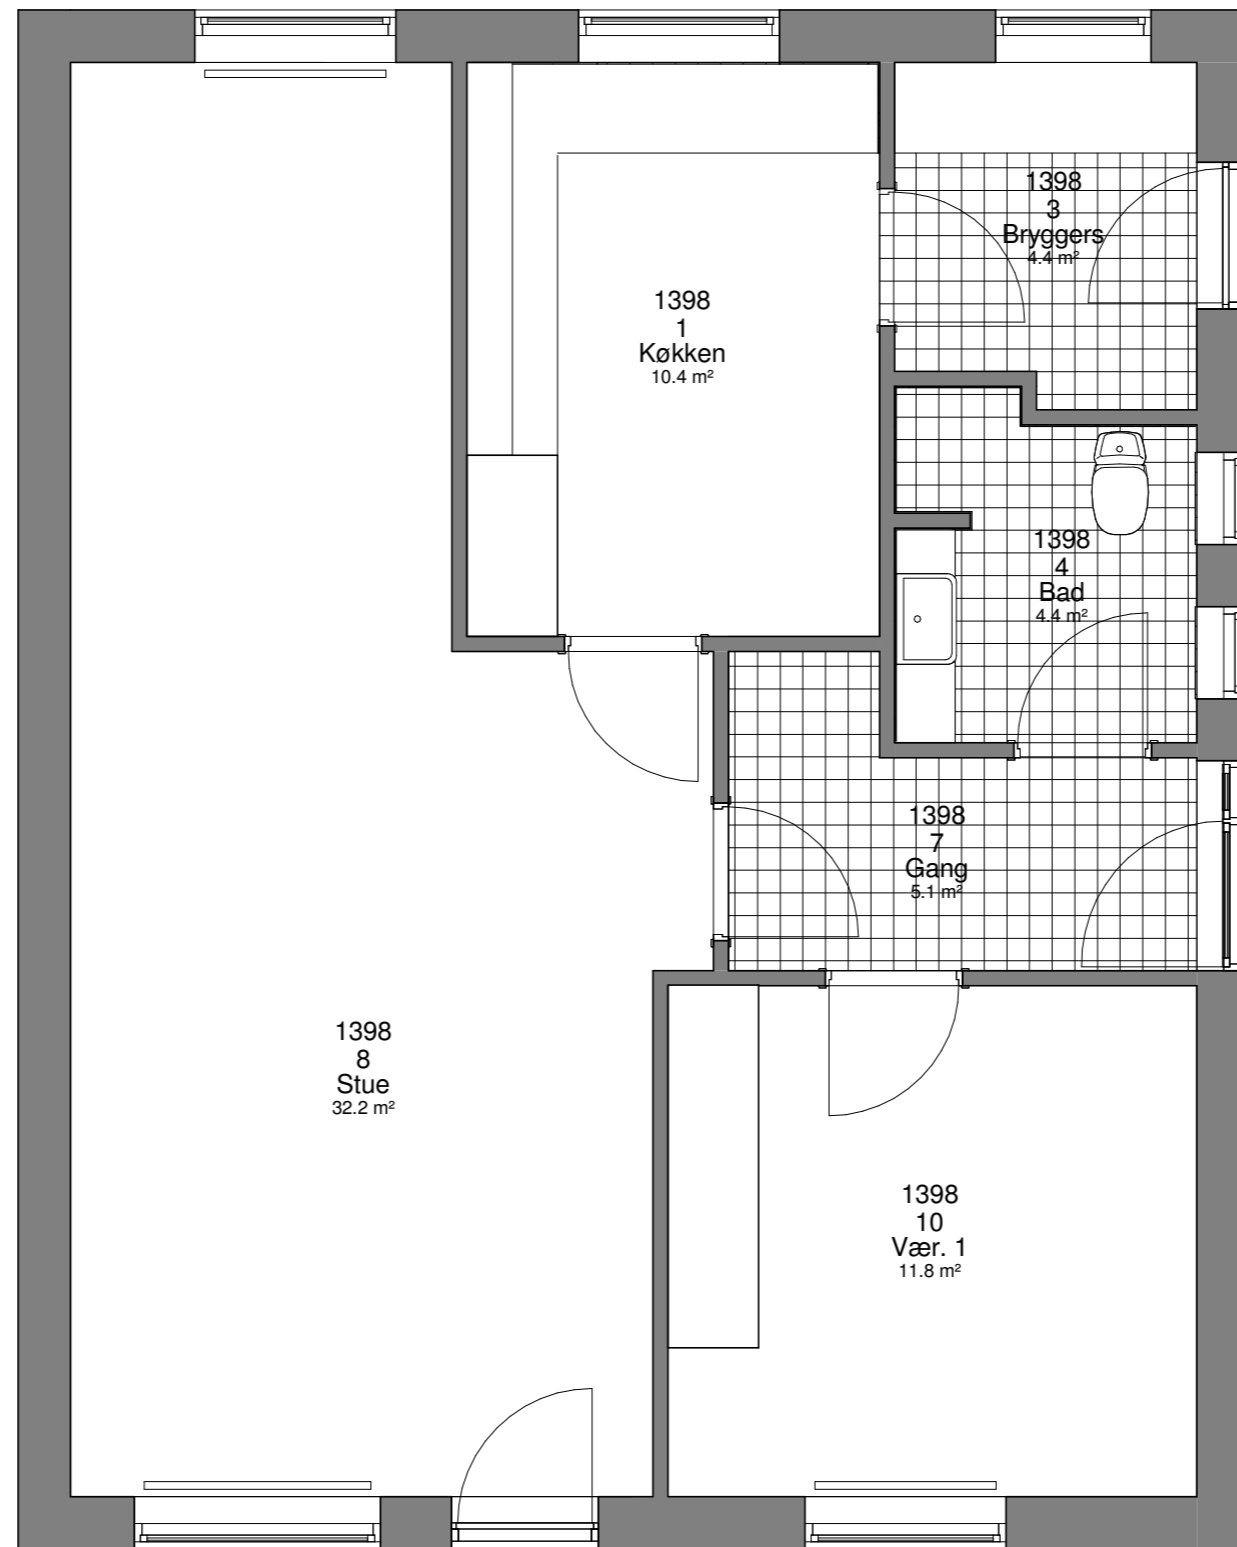 1398
3
Bryggers
4.4 m²
1398
1
Køkken
10.4 m²
1398
4
Bad
4.4 m²
1398
7
Gang
5.1 m²
1398
8
Stue
32.2 m²
1398
10
Vær. 1
11.8 m²